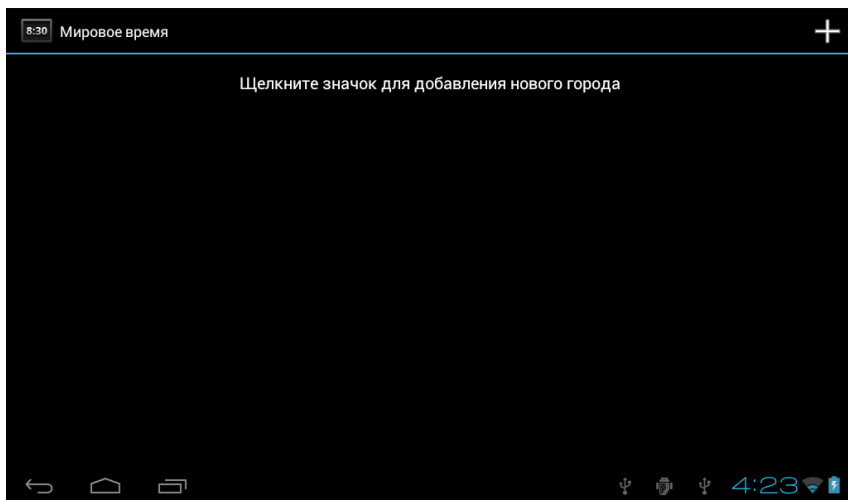 8:30 Мировое время
Щелкните значок для добавления нового города
4:23